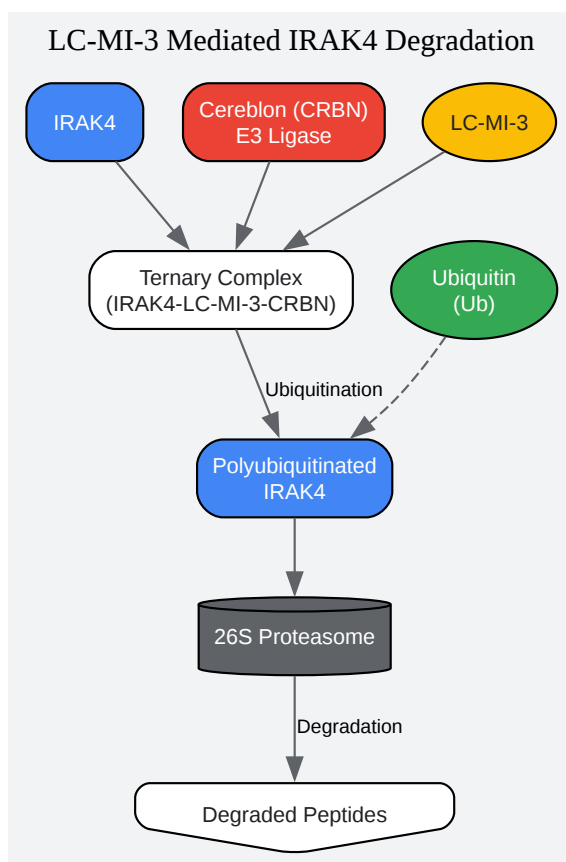 LC-MI-3 Mediated IRAK4 Degradation
IRAK4
Cereblon (CRBN)
E3 Ligase
LC-MI-3
Ternary Complex
(IRAK4-LC-MI-3-CRBN)
Ubiquitin
(Ub)
Ubiquitination
Polyubiquitinated
IRAK4
26S Proteasome
Degradation
Degraded Peptides